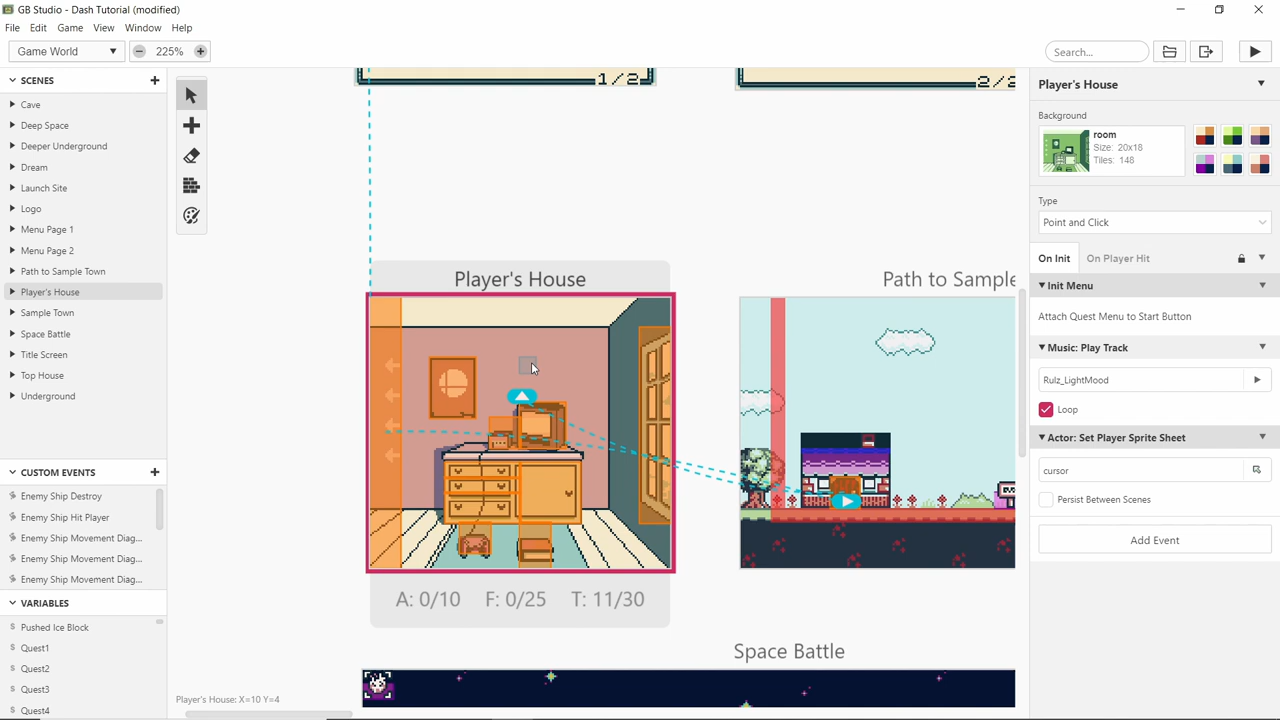 GB Studio - Dash Tutorial (modified)
File Edit Game View Window Help
Game World
225%
Search...
SCENES
Cave
Deep Space
Deeper Underground
Dream
Launch Site
Logo
Menu Page 1
Menu Page 2
Path to Sample Town
Player's House
Sample Town
Space Battle
Title Screen
Top House
Underground
CUSTOM EVENTS
Enemy Ship Destroy
Enemy Ship Hit Player
Enemy Ship Movement Diag...
Enemy Ship Movement Diag...
Enemy Ship Movement Diag...
VARIABLES
Pushed Ice Block
Quest1
Quest2
Quest3
Quest4
1/2
2/2
Player's House
Path to Sample
A: 0/10 F: 0/25 T: 11/30
Space Battle
Player's House: X=10 Y=4
Player's House
Background
room
Size: 20x18
Tiles: 148
Type
Point and Click
On Init
On Player Hit
Init Menu
Attach Quest Menu to Start Button
Music: Play Track
Rulz_LightMood
Loop
Actor: Set Player Sprite Sheet
cursor
Persist Between Scenes
Add Event